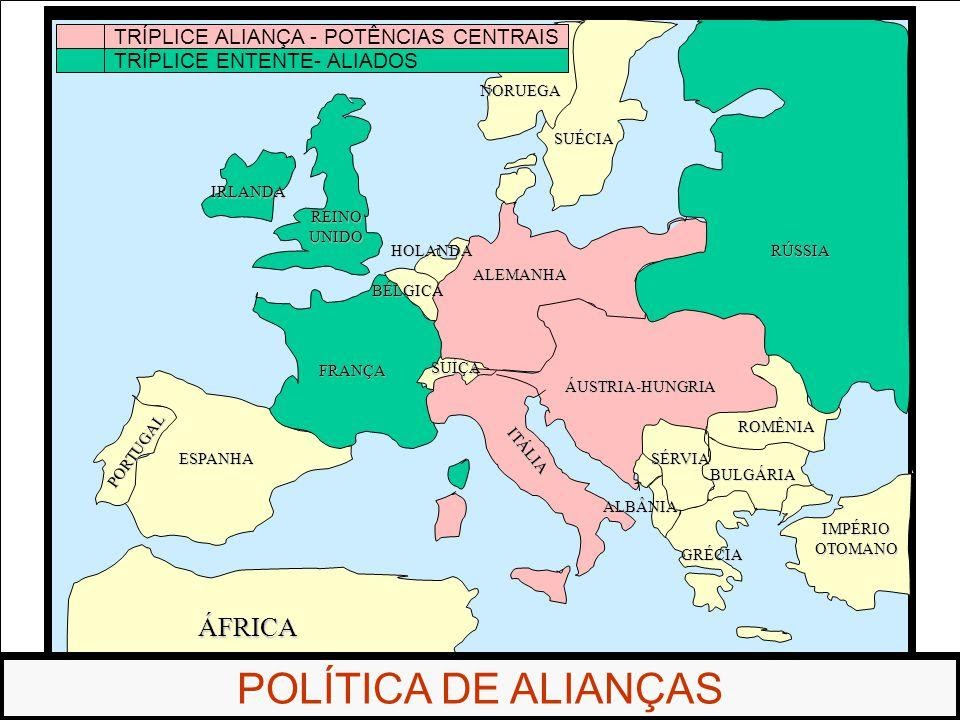 TRÍPLICE ALIANÇA - POTÊNCIAS CENTRAIS
TRÍPLICE ENTENTE- ALIADOS
NORUEGA
SUÉCIA
IRLANDA
REINO
UNIDO
HOLANDA
RÚSSIA
ALEMANHA
BÉLGICA
FRANÇA
SUIÇA
ÁUSTRIA-HUNGRIA
ROMÊNIA
PORTUGAL
ESPANHA
ITÁLIA
SÉRVIA
BULGÁRIA
ALBÂNIA
IMPÉRIO
OTOMANO
GRÉCIA
ÁFRICA
POLÍTICA DE ALIANÇAS